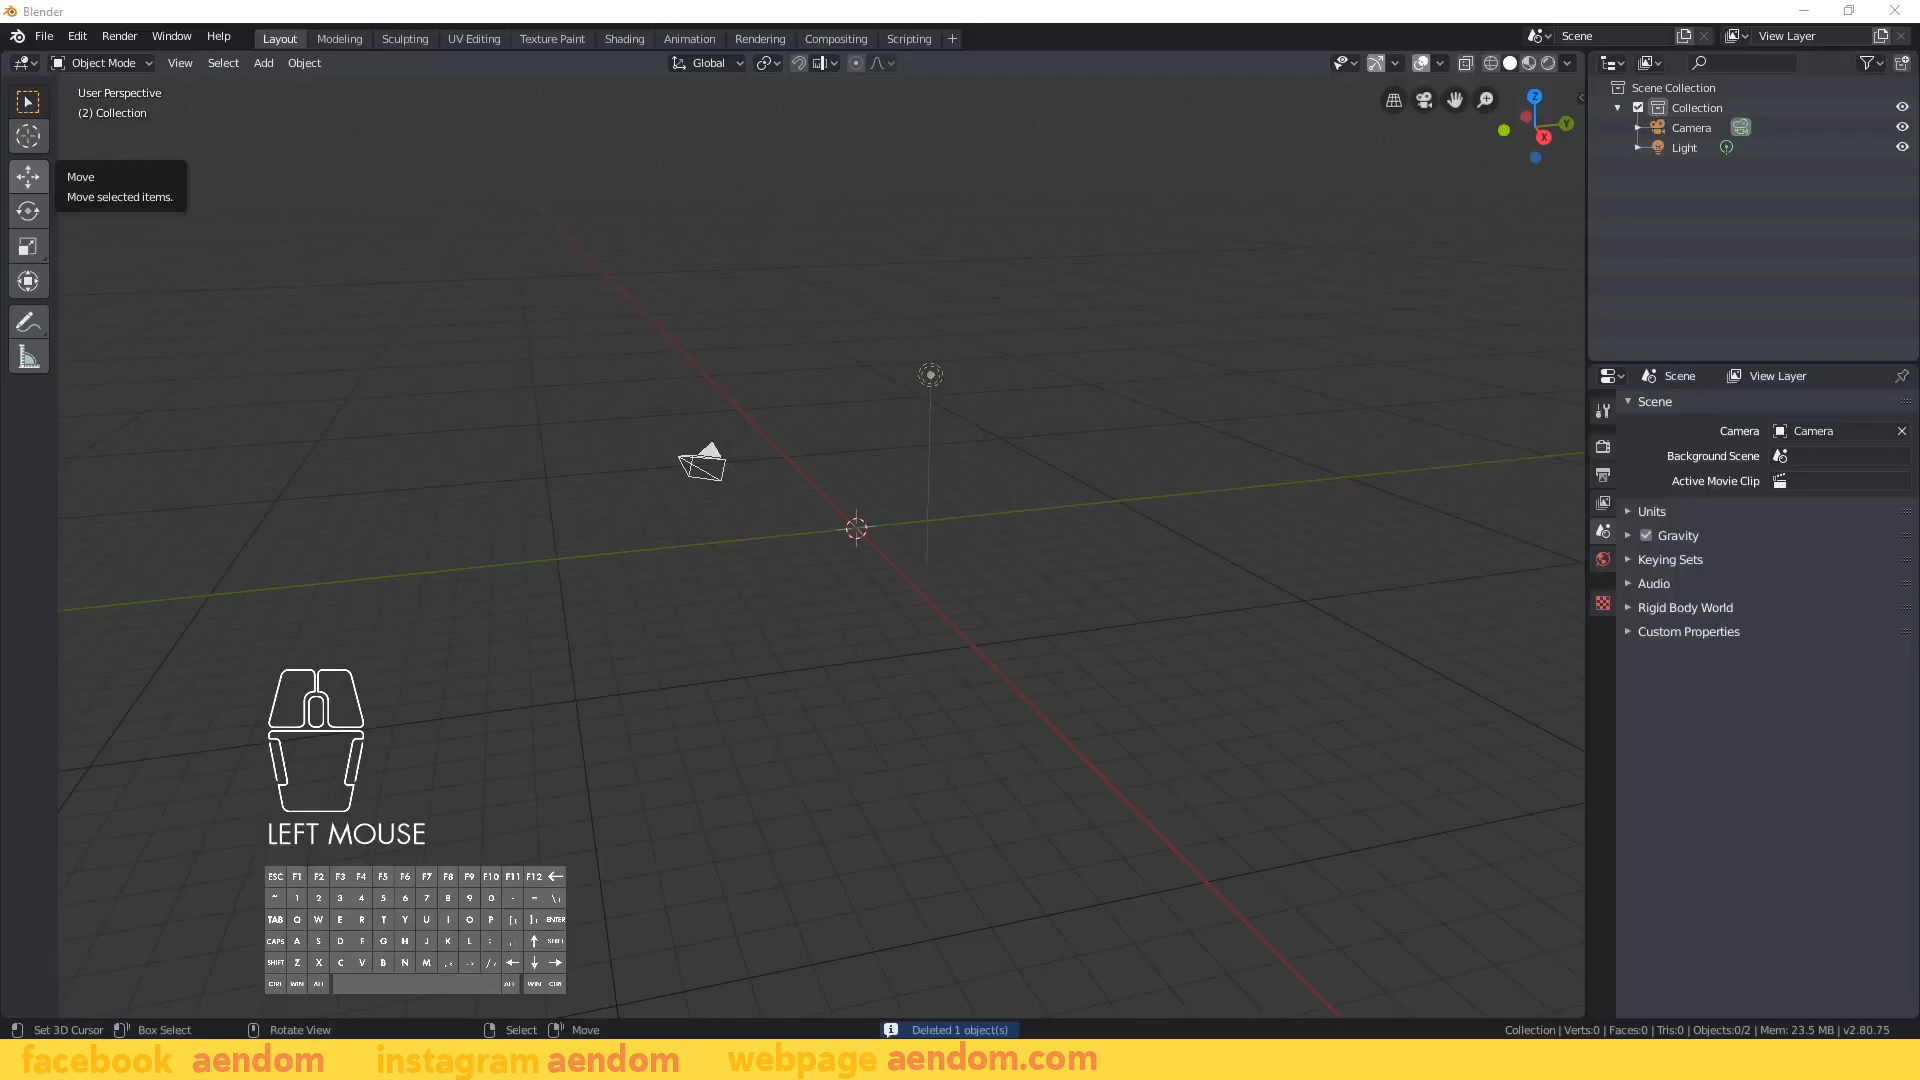 Blender
File Edit Render Window Help
Layout Modeling Sculpting UV Editing Texture Paint Shading Animation Rendering Compositing Scripting +
Scene
View Layer
Object Mode View Select Add Object
Global
User Perspective
(2) Collection
Move
Move selected items.
Z
Y
X
Scene Collection
Collection
Camera
Light
Scene View Layer
Scene
Camera Camera
Background Scene
Active Movie Clip
Units
Gravity
Keying Sets
Audio
Rigid Body World
Custom Properties
LEFT MOUSE
ESC F1 F2 F3 F4 F5 F6 F7 F8 F9 F10 F11 F12 ←
~ 1 2 3 4 5 6 7 8 9 0 - = \
TAB Q W E R T Y U I O P [ ] ENTER
CAPS A S D F G H J K L : , ↑ SHIFT
SHIFT Z X C V B N M ← ↓ →
CTRL WIN ALT ALT WIN CTRL
Set 3D Cursor Box Select Rotate View Select Move Deleted 1 object(s) Collection | Verts:0 | Faces:0 | Tris:0 | Objects:0/2 | Mem: 23.5 MB | v2.80.75
facebook aendom instagram aendom webpage aendom.com